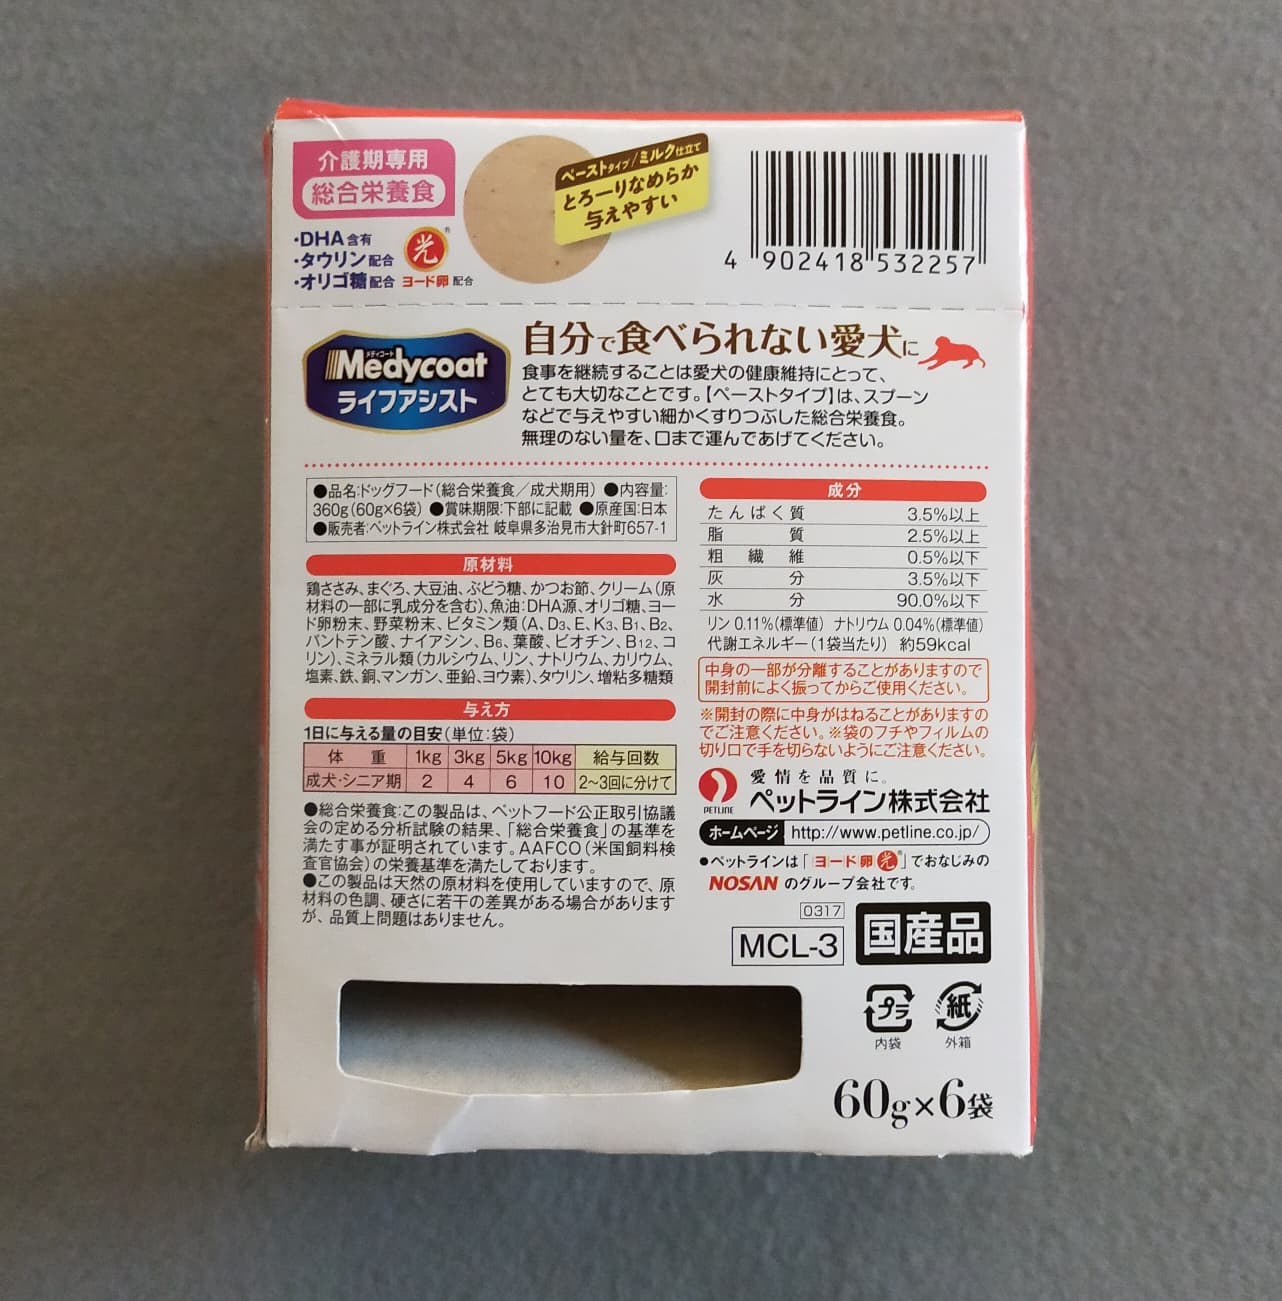 介護期専用
総合栄養食
・DHA含有
・タウリン配合
・オリゴ糖配合
光®
ヨード卵配合
ペーストタイプ/ミルク仕立て
とろーりなめらか
与えやすい
4 902418 532257
メディコート
Medycoat
ライフアシスト
自分で食べられない愛犬に
食事を継続することは愛犬の健康維持にとって、
とても大切なことです。【ペーストタイプ】は、スプーン
などで与えやすい細かくすりつぶした総合栄養食。
無理のない量を、口まで運んであげてください。
●品名:ドッグフード(総合栄養食/成犬期用) ●内容量:
360g(60g×6袋) ●賞味期限:下部に記載 ●原産国:日本
●販売者:ペットライン株式会社 岐阜県多治見市大針町657-1
原材料
鶏ささみ、まぐろ、大豆油、ぶどう糖、かつお節、クリーム(原
材料の一部に乳成分を含む)、魚油:DHA源、オリゴ糖、ヨー
ド卵粉末、野菜粉末、ビタミン類(A、D3、E、K3、B1、B2、
パントテン酸、ナイアシン、B6、葉酸、ビオチン、B12、コ
リン)、ミネラル類(カルシウム、リン、ナトリウム、カリウム、
塩素、鉄、銅、マンガン、亜鉛、ヨウ素)、タウリン、増粘多糖類
与え方
1日に与える量の目安(単位:袋)
体 重 1kg 3kg 5kg 10kg 給与回数
成犬・シニア期 2 4 6 10 2~3回に分けて
●総合栄養食:この製品は、ペットフード公正取引協議
会の定める分析試験の結果、「総合栄養食」の基準を
満たす事が証明されています。AAFCO(米国飼料検
査官協会)の栄養基準を満たしております。
●この製品は天然の原材料を使用していますので、原
材料の色調、硬さに若干の差異がある場合があります
が、品質上問題はありません。
成分
たんぱく質 3.5%以上
脂 質 2.5%以上
粗 繊 維 0.5%以下
灰 分 3.5%以下
水 分 90.0%以下
リン 0.11%(標準値) ナトリウム 0.04%(標準値)
代謝エネルギー(1袋当たり) 約59kcal
中身の一部が分離することがありますので
開封前によく振ってからご使用ください。
※開封の際に中身がはねることがありますの
でご注意ください。※袋のフチやフィルムの
切り口で手を切らないようにご注意ください。
PETLINE
愛情を品質に。
ペットライン株式会社
ホームページ http://www.petline.co.jp/
●ペットラインは「ヨード卵光®」でおなじみの
NOSAN のグループ会社です。
0317
MCL-3
国産品
プラ
内袋
紙
外箱
60g×6袋